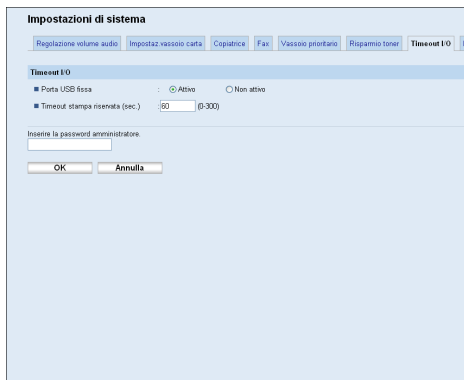 Impostazioni di sistema
Regolazione volume audio Impostaz.vassoio carta Copiatrice Fax Vassoio prioritario Risparmio toner Timeout I/O
Timeout I/O
Porta USB fissa : Attivo Non attivo
Timeout stampa riservata (sec.) : 60 (0-300)
Inserire la password amministratore.
OK Annulla